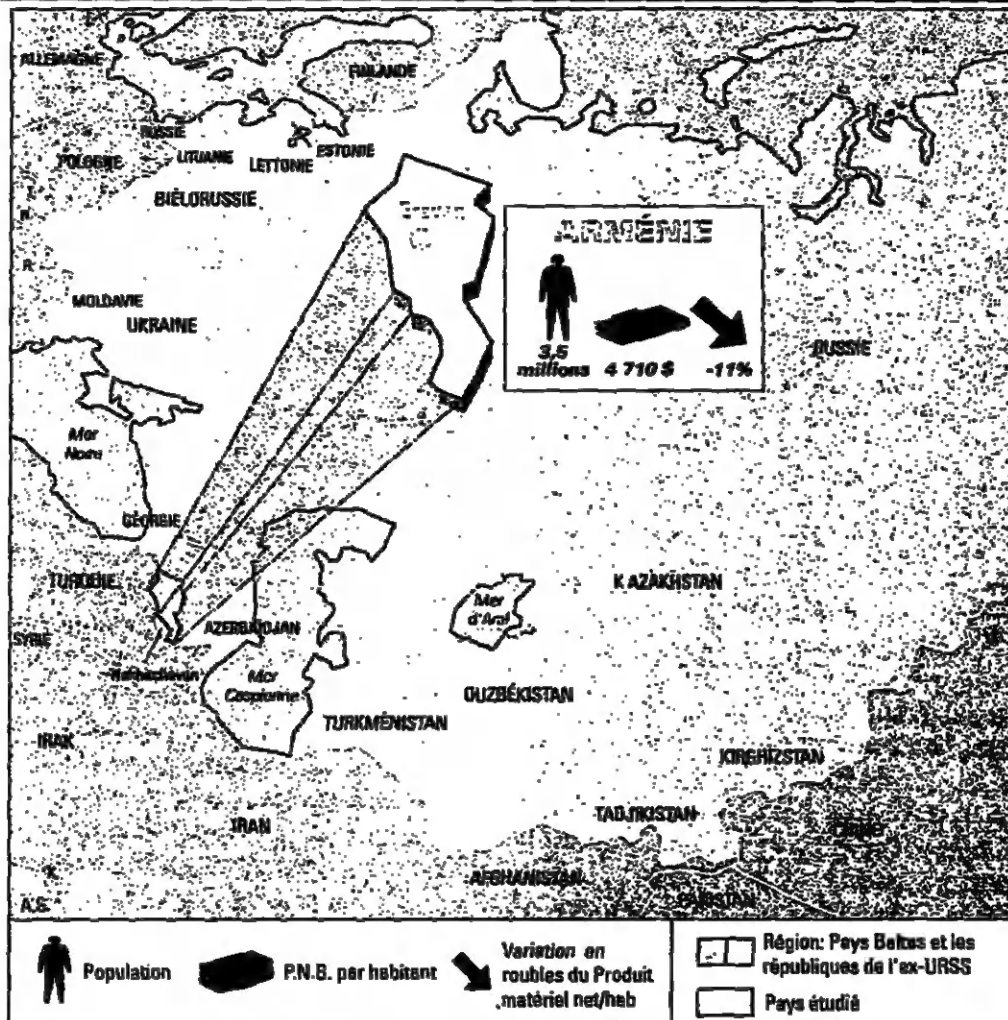 ALLEMAGNE
FINLANDE
RUSSIE
ESTONIE
POLOGNE
LITUANIE
LETTONIE
BIÉLORUSSIE
ARMÉNIE
MOLDAVIE
UKRAINE
RUSSIE
3,5
millions 4 710 $ -11%
Mer
Noire
GÉORGIE
TURQUIE
KAZAKHSTAN
Mer
d'Aral
SYRIE
AZERBAÏDJAN
Mer
Caspienne
OUZBÉKISTAN
TURKMÉNISTAN
IRAK
KIRGHIZSTAN
IRAN
TADJIKISTAN
AFGHANISTAN
PAKISTAN
Population
P.N.B. par habitant
Variation en
roubles du Produit
matériel net/hab
Région: Pays Baltes et les
républiques de l'ex-URSS
Pays étudié